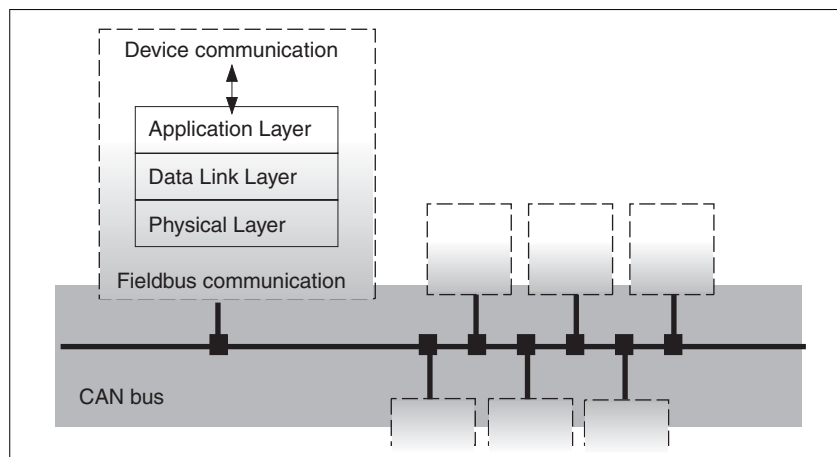 Device communication
Application Layer
Data Link Layer
Physical Layer
Fieldbus communication
CAN bus